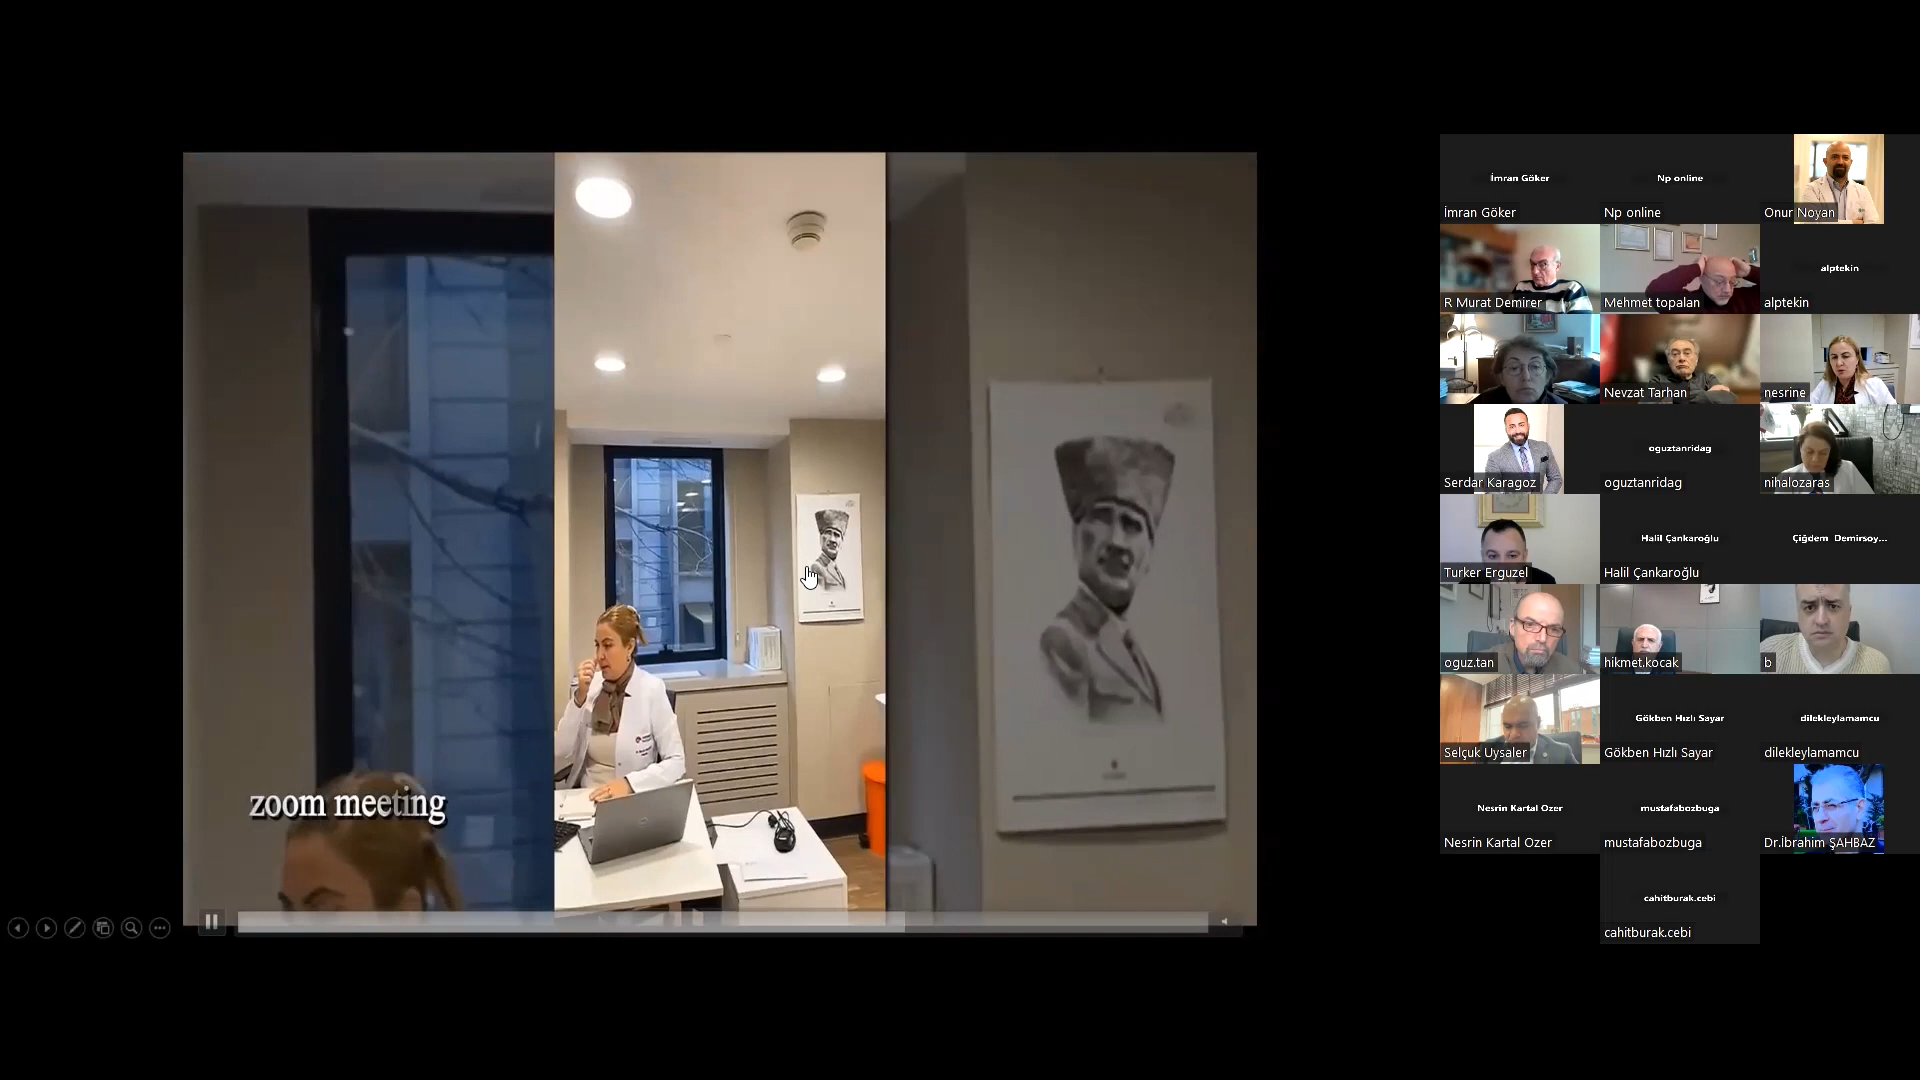 zoom meeting
İmran Göker
İmran Göker
Np online
Np online
Onur Noyan
R Murat Demirer
Mehmet topalan
alptekin
alptekin
Nevzat Tarhan
nesrine
Serdar Karagoz
oguztanridag
oguztanridag
nihalozaras
Turker Erguzel
Halil Çankaroğlu
Halil Çankaroğlu
Çiğdem Demirsoy...
oguz.tan
hikmet.kocak
b
Selçuk Uysaler
Gökben Hızlı Sayar
Gökben Hızlı Sayar
dilekleylamamcu
dilekleylamamcu
Nesrin Kartal Ozer
Nesrin Kartal Ozer
mustafabozbuga
mustafabozbuga
Dr.İbrahim ŞAHBAZ
cahitburak.cebi
cahitburak.cebi